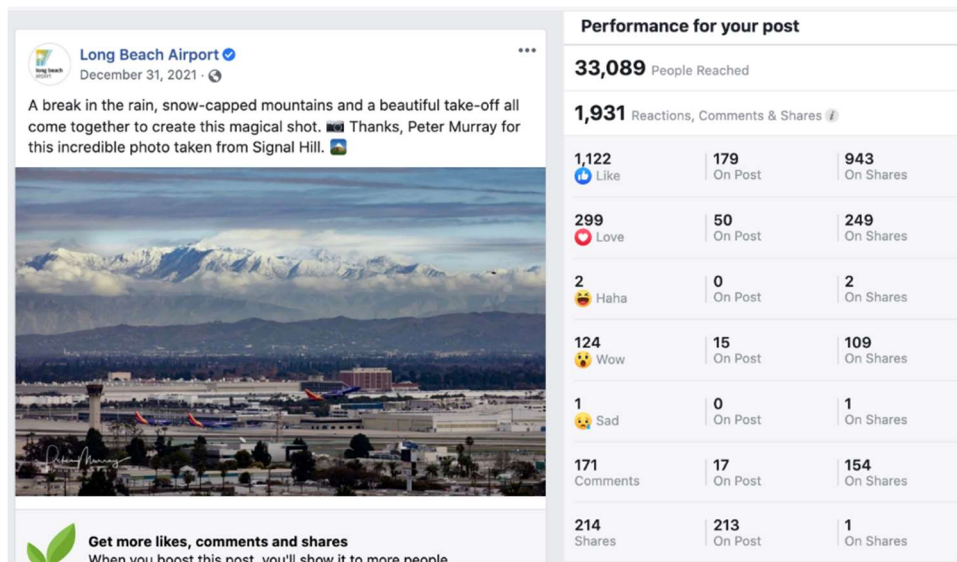 long beach
airport
Long Beach Airport
December 31, 2021 ·
A break in the rain, snow-capped mountains and a beautiful take-off all
come together to create this magical shot. 📷 Thanks, Peter Murray for
this incredible photo taken from Signal Hill. 🏔️
Peter Murray
Get more likes, comments and shares
When you boost this post, you'll show it to more people
Performance for your post
33,089 People Reached
1,931 Reactions, Comments & Shares
1,122 179 943
Like On Post On Shares
299 50 249
Love On Post On Shares
2 0 2
Haha On Post On Shares
124 15 109
Wow On Post On Shares
1 0 1
Sad On Post On Shares
171 17 154
Comments On Post On Shares
214 213 1
Shares On Post On Shares